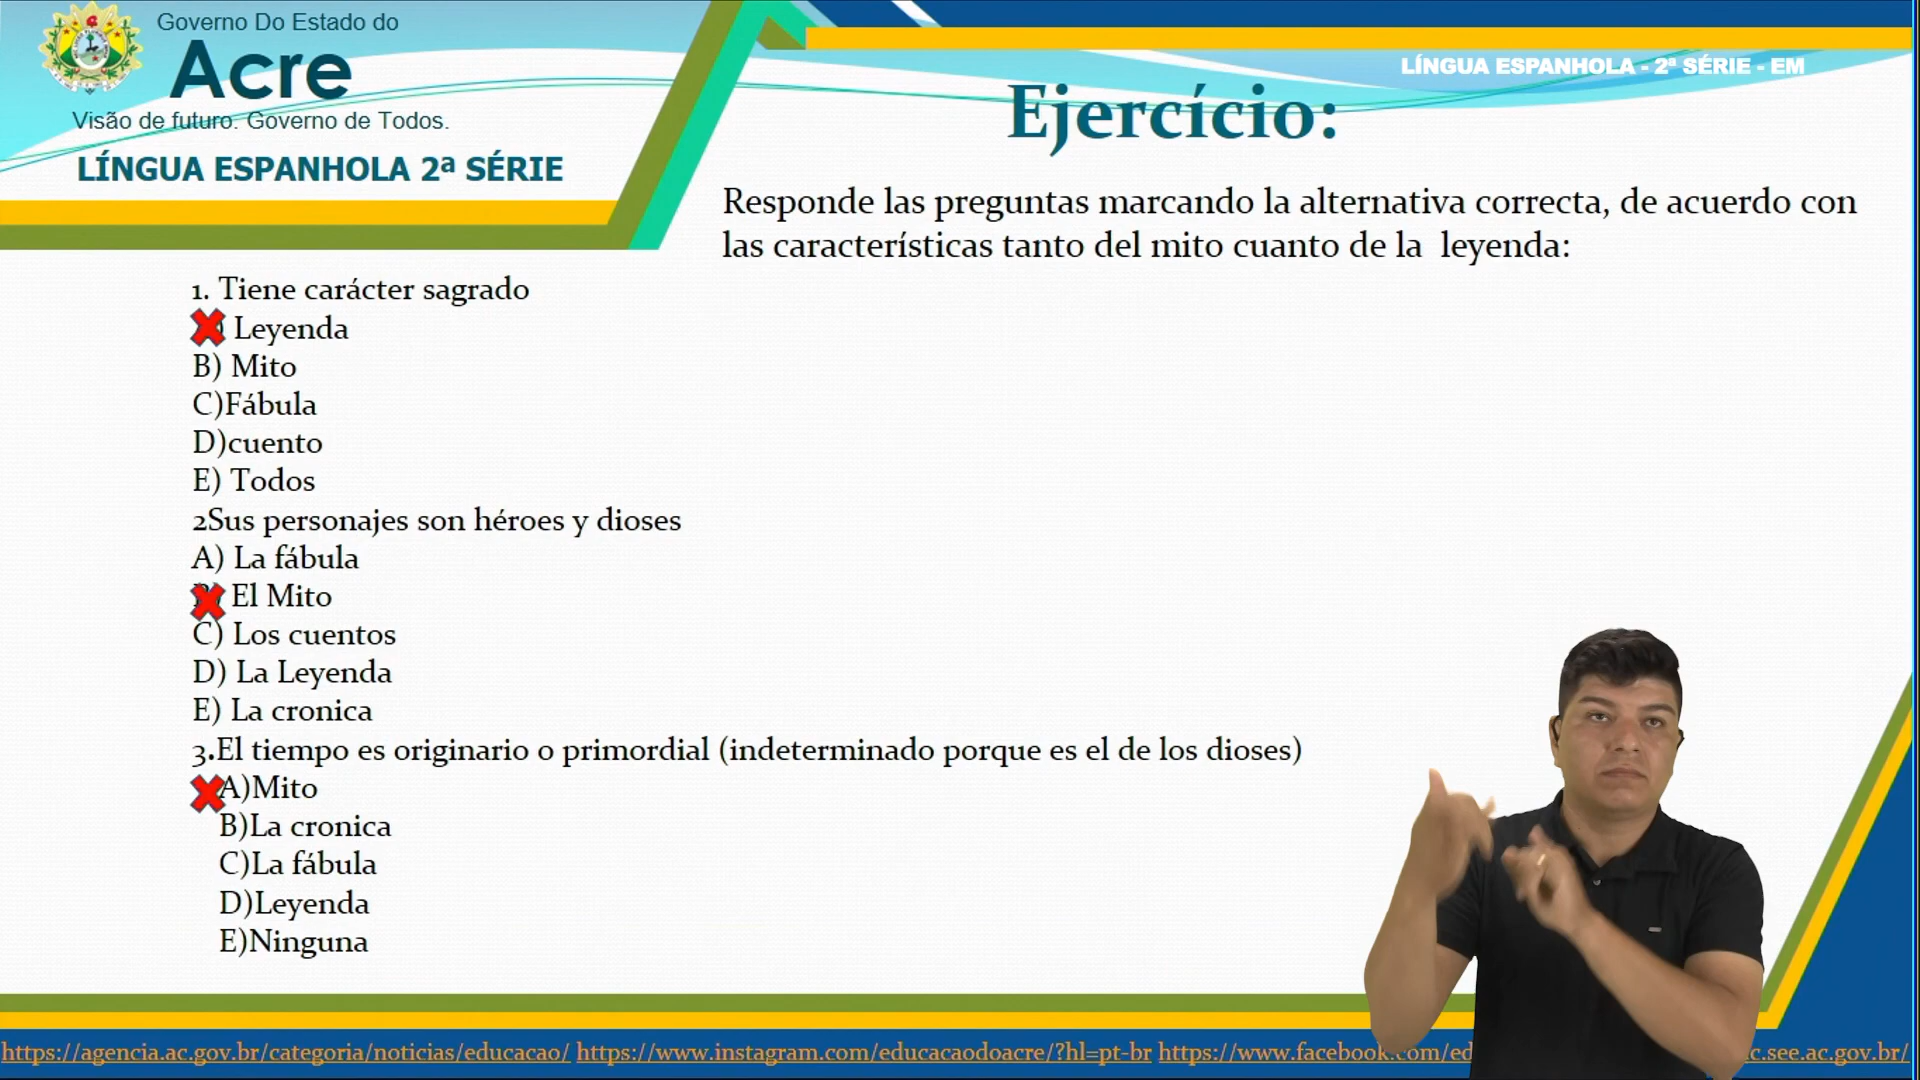 Governo Do Estado do
Acre
Visão de futuro. Governo de Todos.
LÍNGUA ESPANHOLA 2ª SÉRIE
LÍNGUA ESPANHOLA - 2ª SÉRIE - EM
Ejercício:
Responde las preguntas marcando la alternativa correcta, de acuerdo con
las características tanto del mito cuanto de la leyenda:
1. Tiene carácter sagrado
Leyenda
B) Mito
C)Fábula
D)cuento
E) Todos
2Sus personajes son héroes y dioses
A) La fábula
El Mito
C) Los cuentos
D) La Leyenda
E) La cronica
3.El tiempo es originario o primordial (indeterminado porque es el de los dioses)
A)Mito
B)La cronica
C)La fábula
D)Leyenda
E)Ninguna
https://agencia.ac.gov.br/categoria/noticias/educacao/ https://www.instagram.com/educacaodoacre/?hl=pt-br https://www.facebook.com/ed c.see.ac.gov.br/